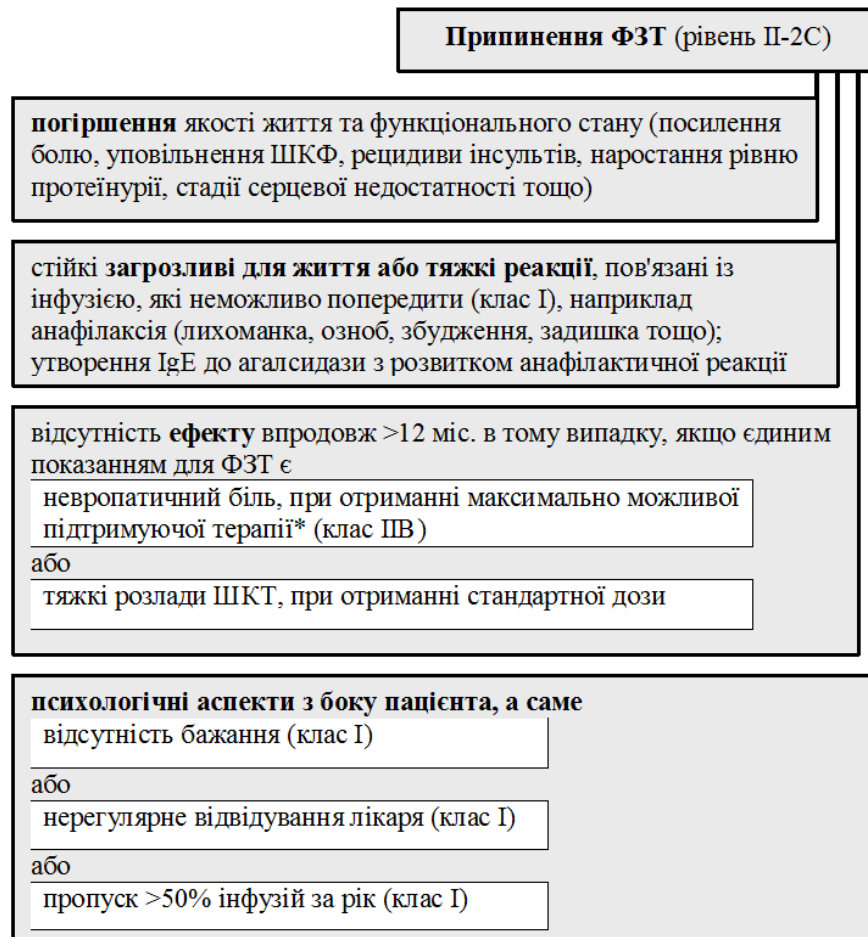 Припинення ФЗТ (рівень ІІ-2С)
погіршення якості життя та функціонального стану (посилення
болю, уповільнення ШКФ, рецидиви інсультів, наростання рівню
протеїнурії, стадії серцевої недостатності тощо)
стійкі загрозливі для життя або тяжкі реакції, пов'язані із
інфузією, які неможливо попередити (клас І), наприклад
анафілаксія (лихоманка, озноб, збудження, задишка тощо);
утворення IgE до агалсидази з розвитком анафілактичної реакції
відсутність ефекту впродовж >12 міс. в тому випадку, якщо єдиним
показанням для ФЗТ є
невропатичний біль, при отриманні максимально можливої
підтримуючої терапії* (клас ІІВ)
або
тяжкі розлади ШКТ, при отриманні стандартної дози
психологічні аспекти з боку пацієнта, а саме
відсутність бажання (клас І)
або
нерегулярне відвідування лікаря (клас І)
або
пропуск >50% інфузій за рік (клас І)